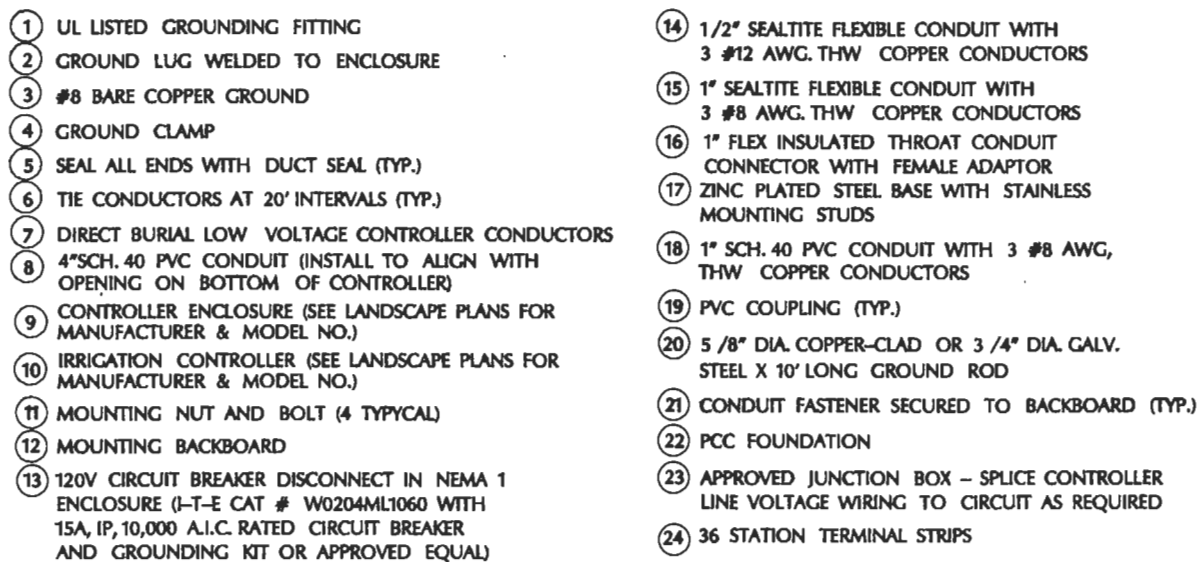 1 UL LISTED GROUNDING FITTING
2 GROUND LUG WELDED TO ENCLOSURE
3 #8 BARE COPPER GROUND
4 GROUND CLAMP
5 SEAL ALL ENDS WITH DUCT SEAL (TYP.)
6 TIE CONDUCTORS AT 20' INTERVALS (TYP.)
7 DIRECT BURIAL LOW VOLTAGE CONTROLLER CONDUCTORS
8 4"SCH. 40 PVC CONDUIT (INSTALL TO ALIGN WITH
OPENING ON BOTTOM OF CONTROLLER)
9 CONTROLLER ENCLOSURE (SEE LANDSCAPE PLANS FOR
MANUFACTURER & MODEL NO.)
10 IRRIGATION CONTROLLER (SEE LANDSCAPE PLANS FOR
MANUFACTURER & MODEL NO.)
11 MOUNTING NUT AND BOLT (4 TYPYCAL)
12 MOUNTING BACKBOARD
13 120V CIRCUIT BREAKER DISCONNECT IN NEMA 1
ENCLOSURE (I-T-E CAT # W0204ML1060 WITH
15A, IP, 10,000 A.I.C. RATED CIRCUIT BREAKER
AND GROUNDING KIT OR APPROVED EQUAL)
14 1/2" SEALTITE FLEXIBLE CONDUIT WITH
3 #12 AWG. THW COPPER CONDUCTORS
15 1" SEALTITE FLEXIBLE CONDUIT WITH
3 #8 AWG. THW COPPER CONDUCTORS
16 1" FLEX INSULATED THROAT CONDUIT
CONNECTOR WITH FEMALE ADAPTOR
17 ZINC PLATED STEEL BASE WITH STAINLESS
MOUNTING STUDS
18 1" SCH. 40 PVC CONDUIT WITH 3 #8 AWG,
THW COPPER CONDUCTORS
19 PVC COUPLING (TYP.)
20 5 /8" DIA. COPPER-CLAD OR 3 /4" DIA. GALV.
STEEL X 10' LONG GROUND ROD
21 CONDUIT FASTENER SECURED TO BACKBOARD (TYP.)
22 PCC FOUNDATION
23 APPROVED JUNCTION BOX – SPLICE CONTROLLER
LINE VOLTAGE WIRING TO CIRCUIT AS REQUIRED
24 36 STATION TERMINAL STRIPS